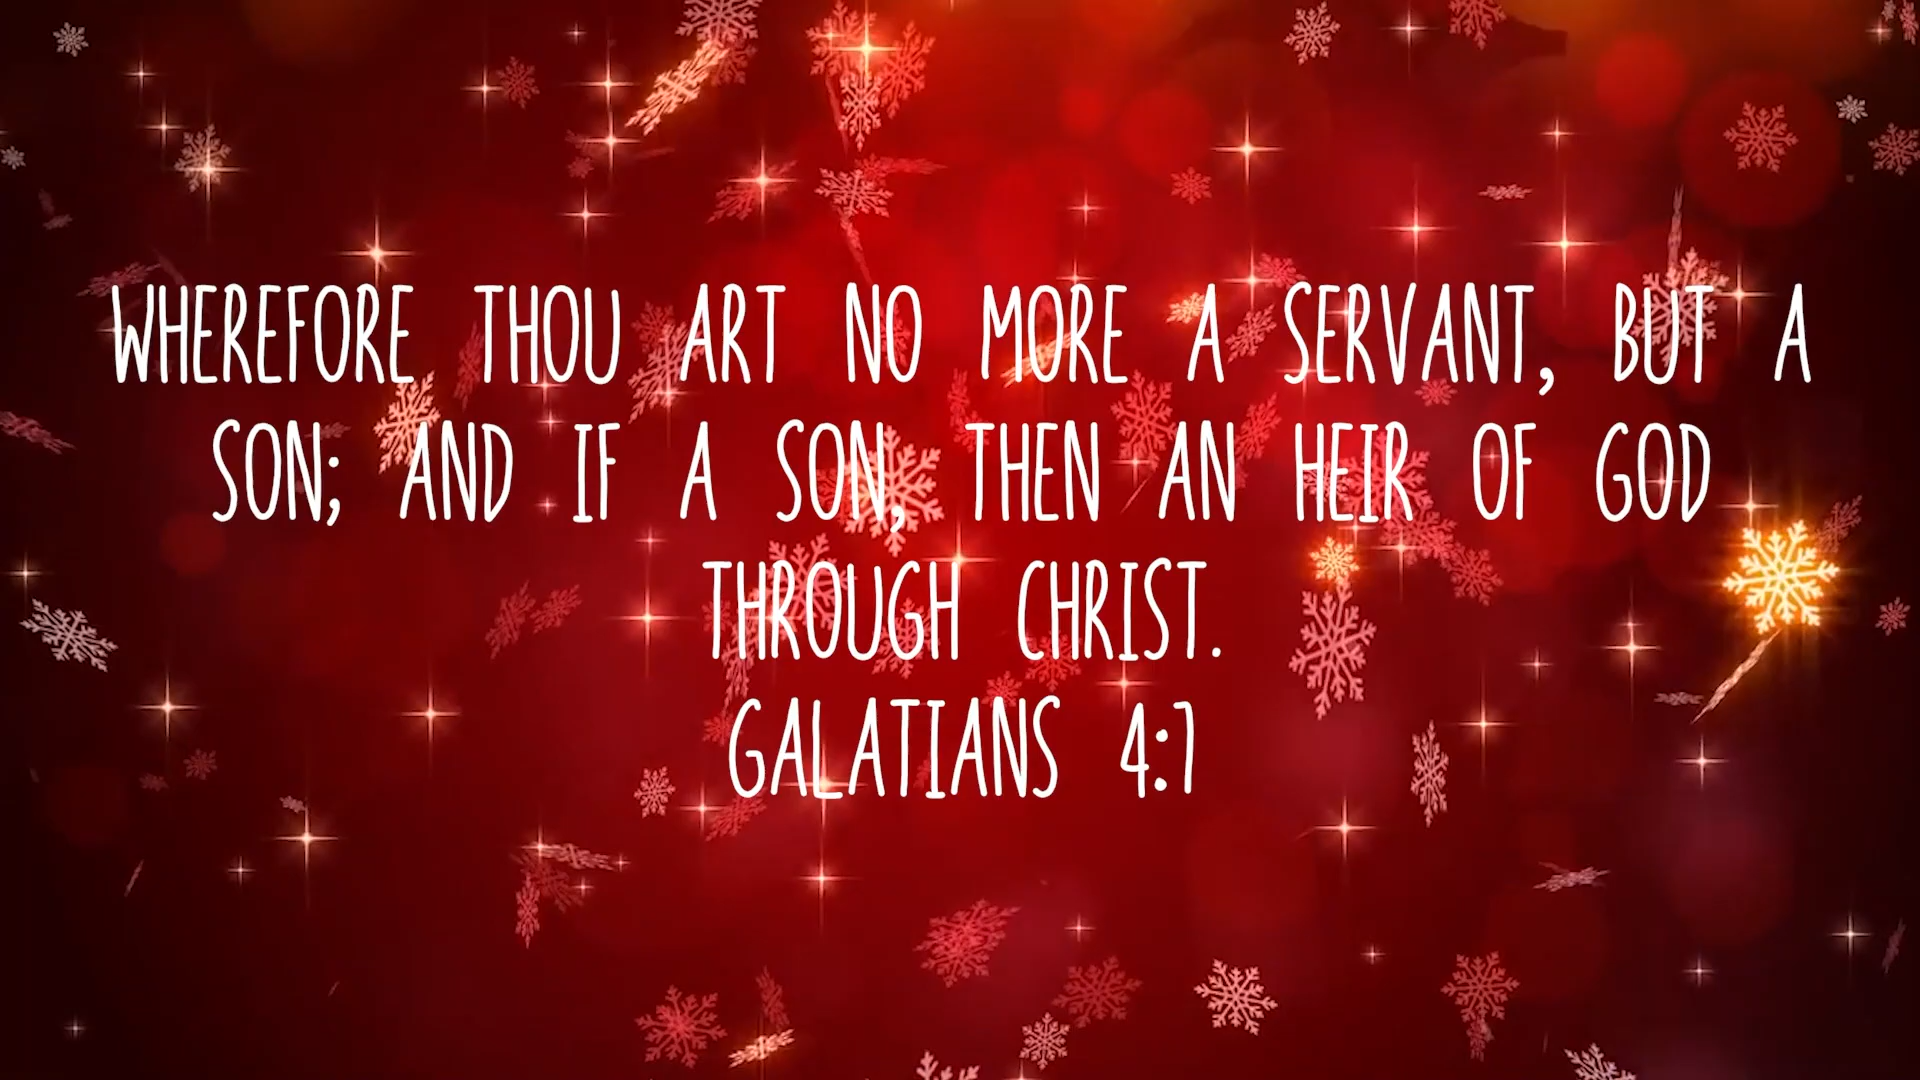 WHEREFORE THOU ART NO MORE A SERVANT, BUT A
SON; AND IF A SON, THEN AN HEIR OF GOD
THROUGH CHRIST.
GALATIANS 4:7